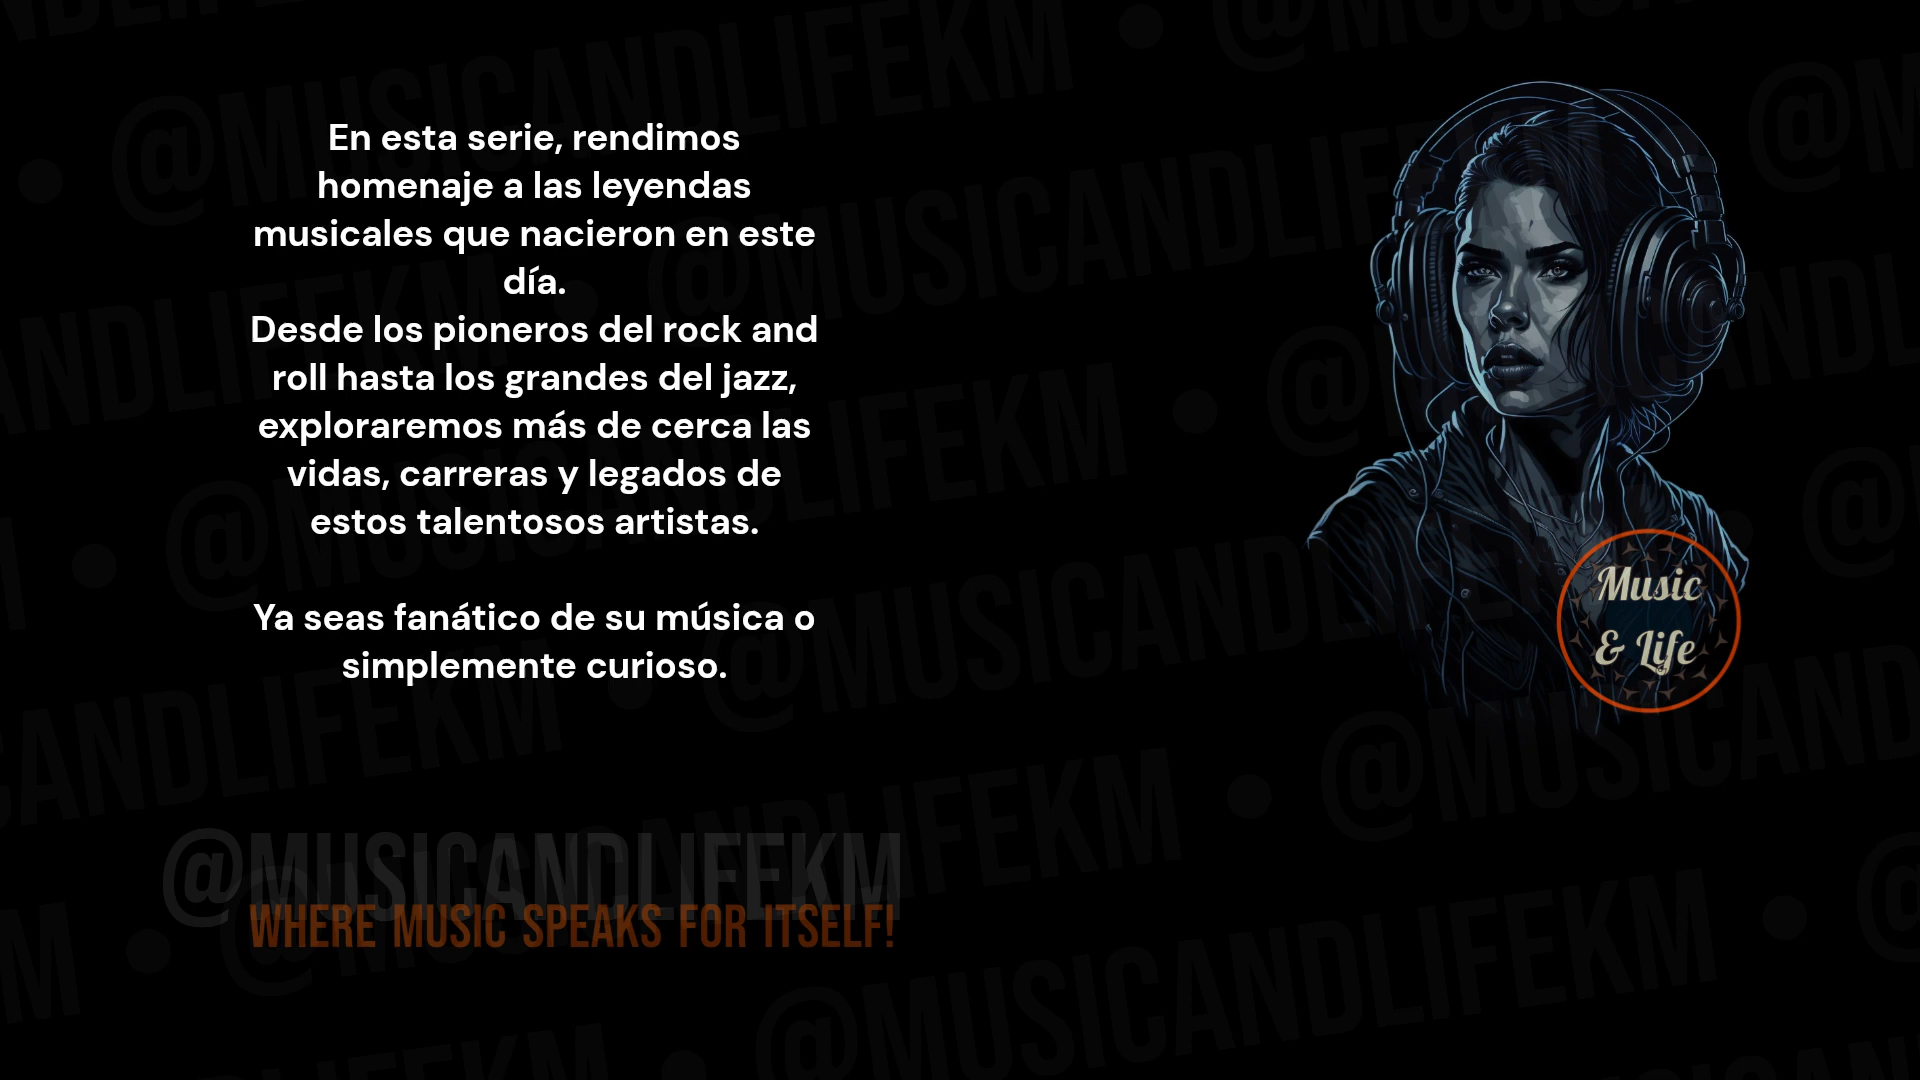 En esta serie, rendimos
homenaje a las leyendas
musicales que nacieron en este
día.
Desde los pioneros del rock and
roll hasta los grandes del jazz,
exploraremos más de cerca las
vidas, carreras y legados de
estos talentosos artistas.
Ya seas fanático de su música o
simplemente curioso.
Music
& Life
@MUSICANDLIFEKM
WHERE MUSIC SPEAKS FOR ITSELF!